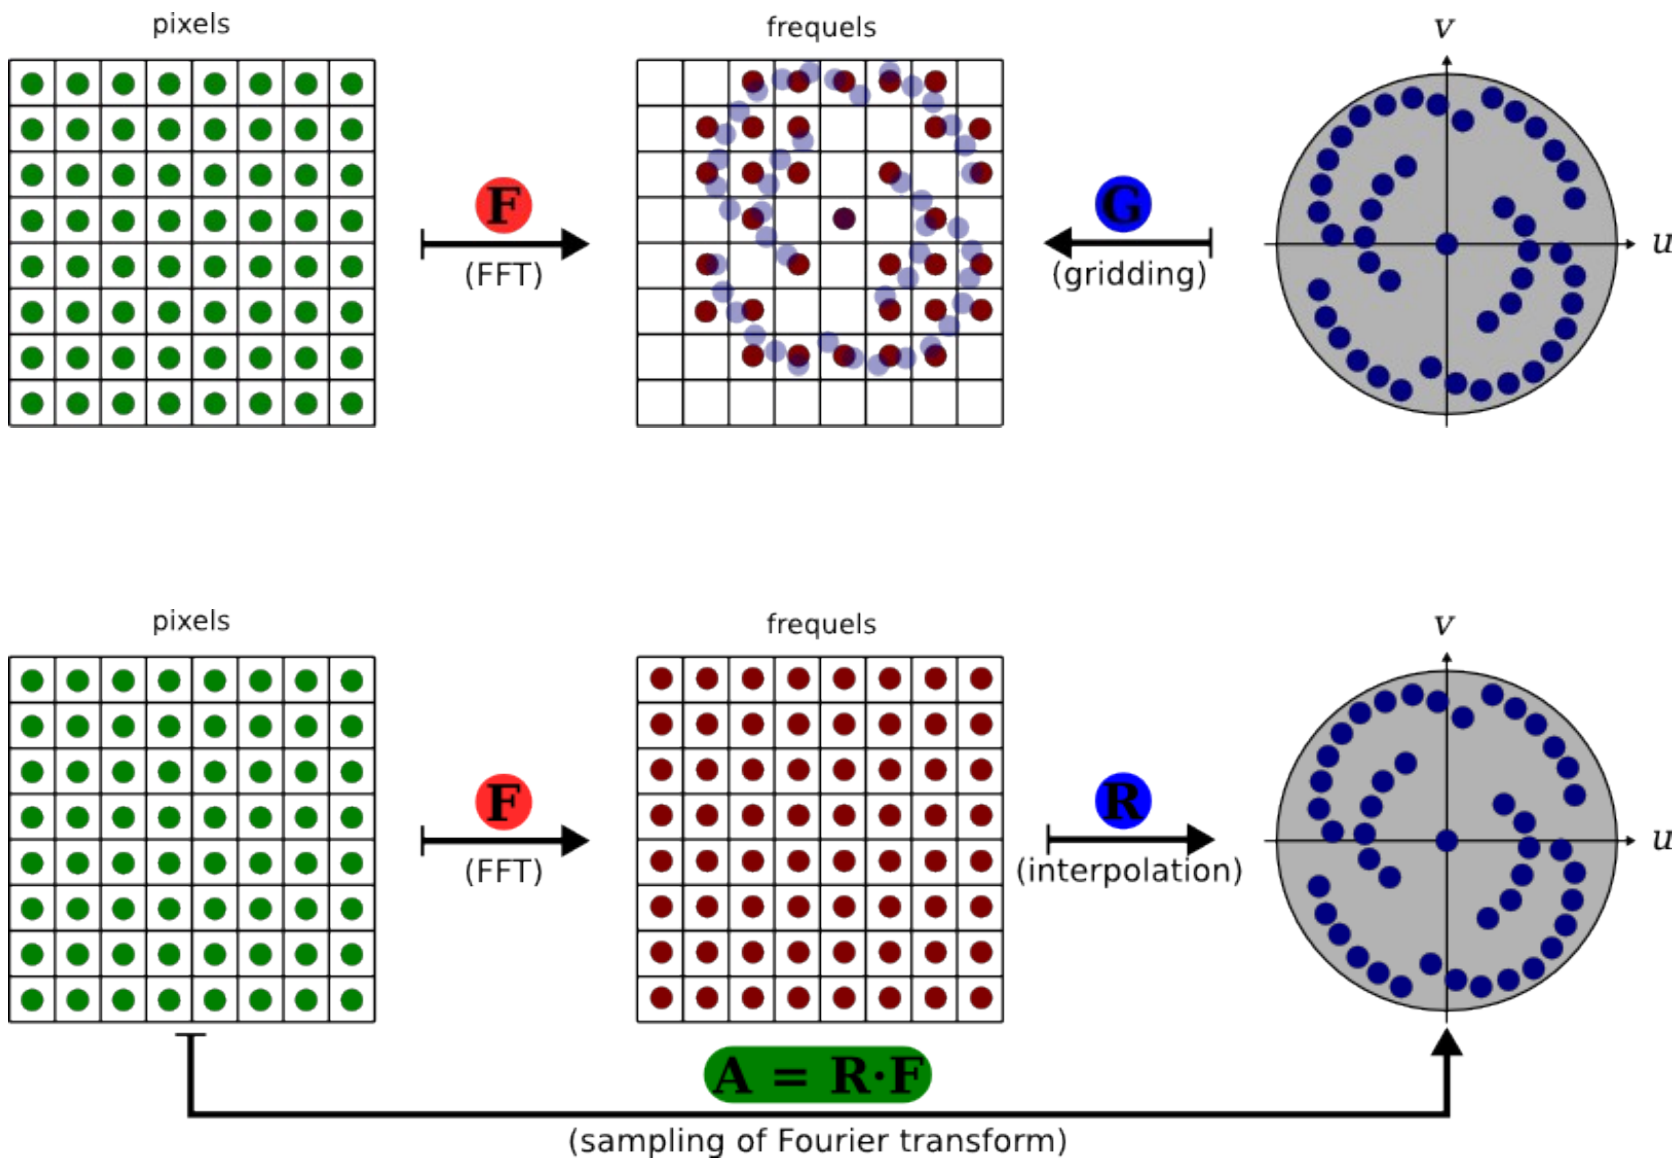 pixels
frequels
v
F
(FFT)
G
(gridding)
u
pixels
frequels
v
F
(FFT)
R
(interpolation)
u
A = R·F
(sampling of Fourier transform)